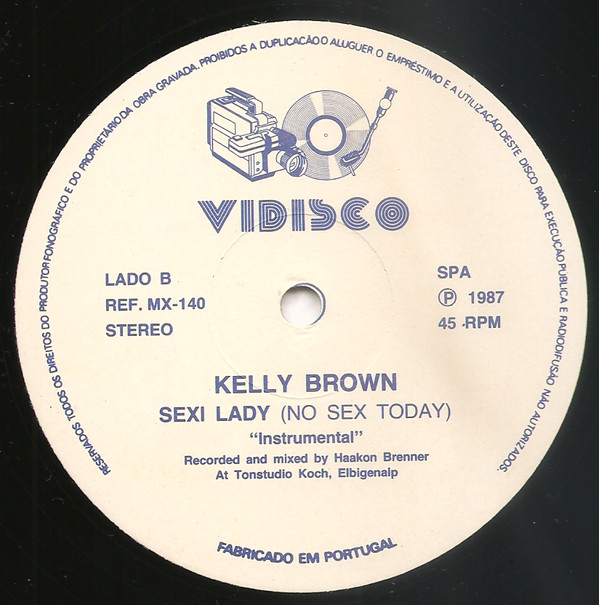 RESERVADOS TODOS OS DIREITOS DO PRODUTOR FONOGRÁFICO E DO PROPRIETÁRIO DA OBRA GRAVADA. PROIBIDOS A DUPLICAÇÃO O ALUGUER O EMPRÉSTIMO E A UTILIZAÇÃO DESTE DISCO PARA EXECUÇÃO PUBLICA E RADIODIFUSÃO NÃO AUTORIZADOS.
VIDISCO
LADO B
REF. MX-140
STEREO
SPA
Ⓟ 1987
45 RPM
KELLY BROWN
SEXI LADY (NO SEX TODAY)
"Instrumental"
Recorded and mixed by Haakon Brenner
At Tonstudio Koch, Elbigenalp
FABRICADO EM PORTUGAL